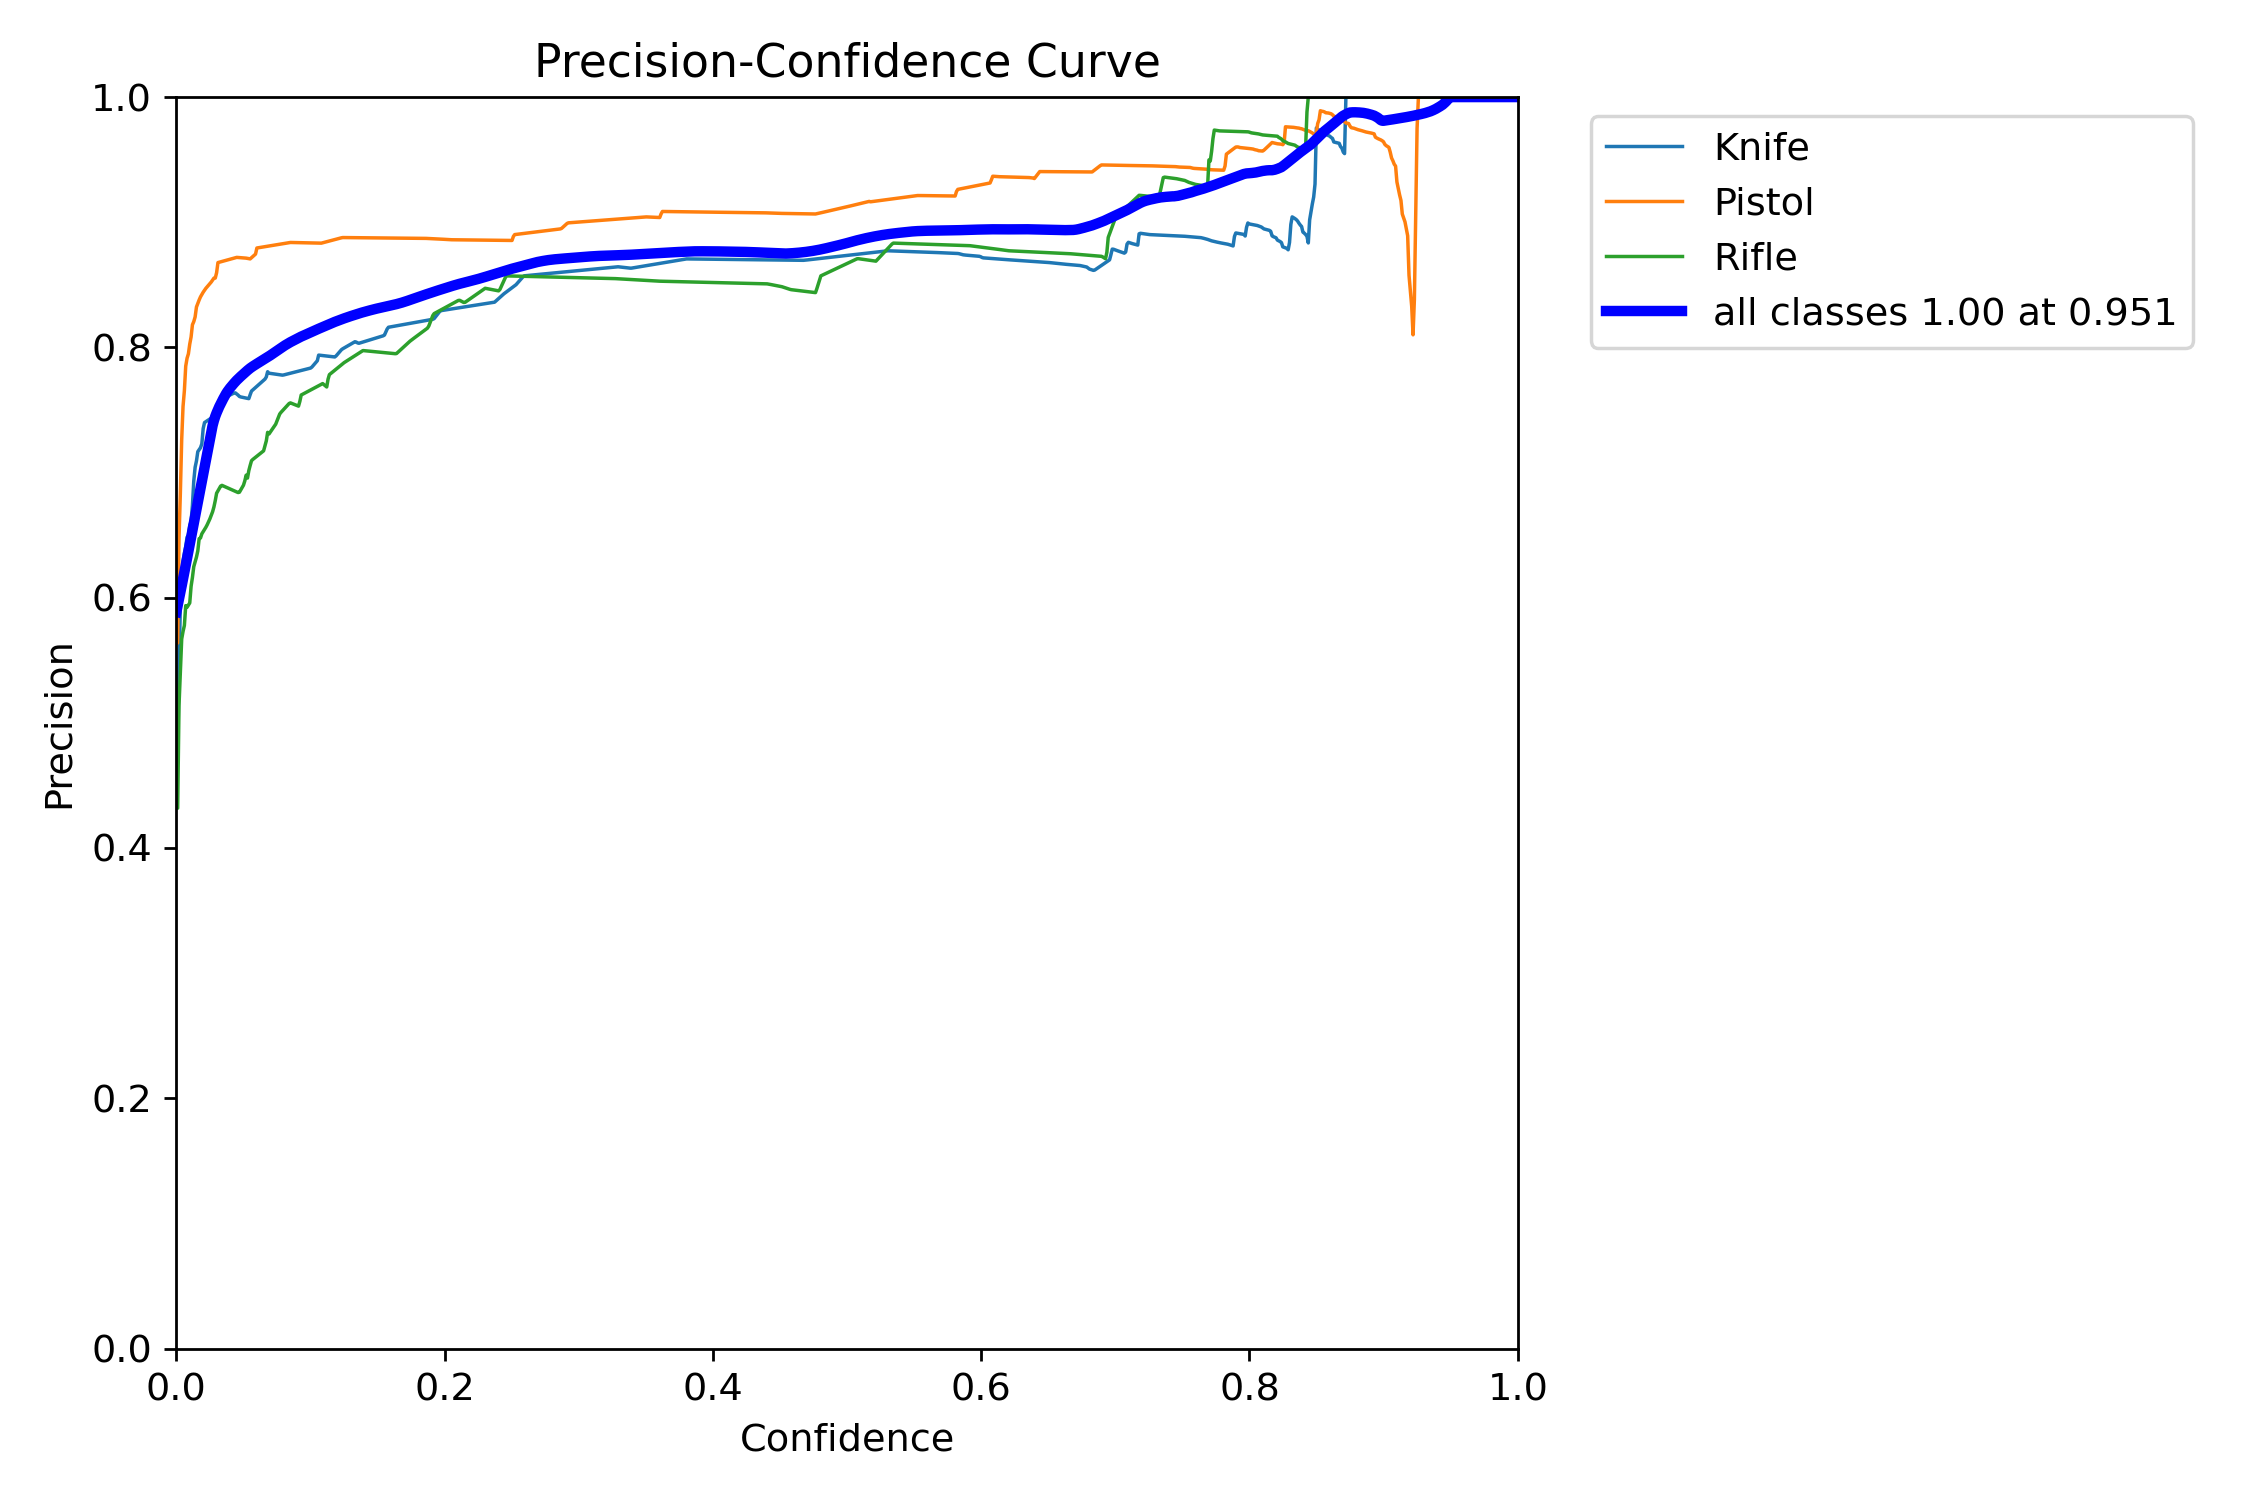 Precision-Confidence Curve
1.0
0.8
0.6
0.4
0.2
0.0
Precision
0.0 0.2 0.4 0.6 0.8 1.0
Confidence
Knife
Pistol
Rifle
all classes 1.00 at 0.951